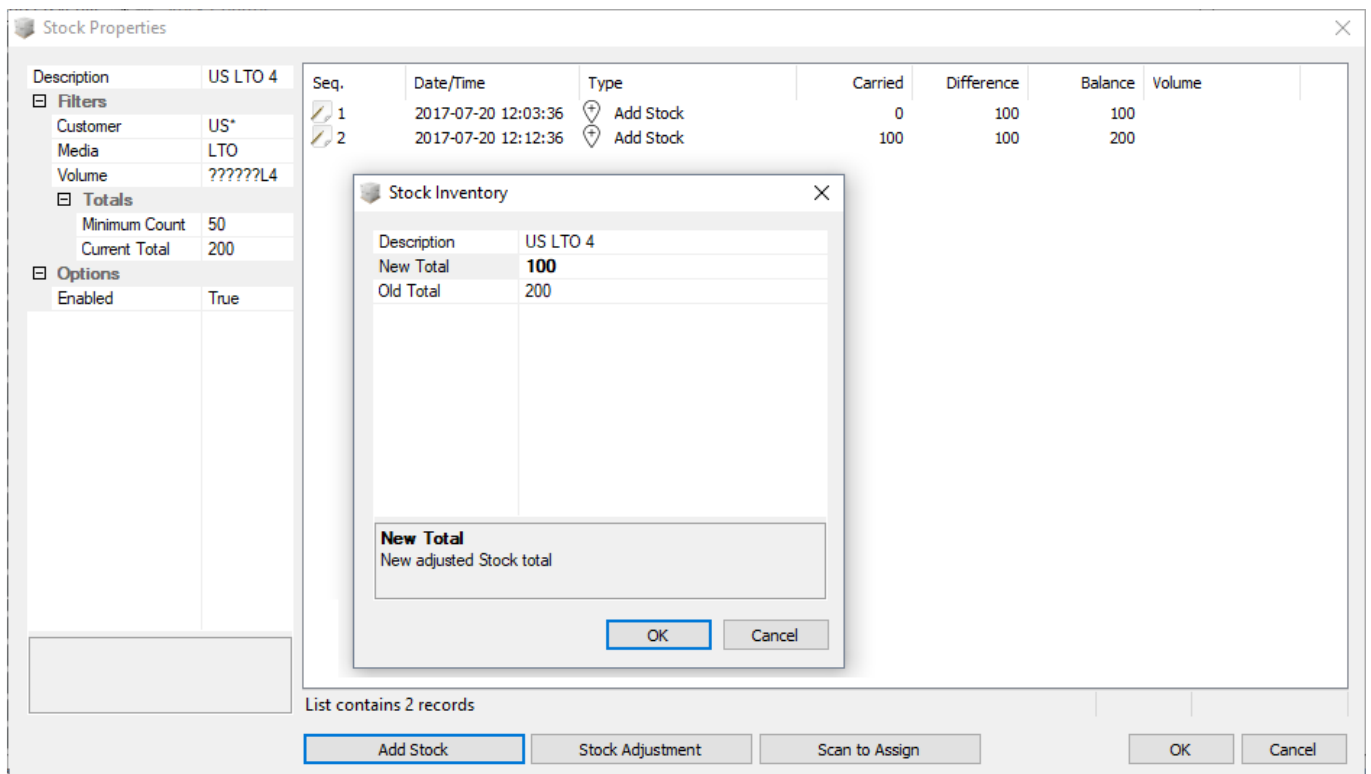 Stock Properties
Description US LTO 4
Filters
Customer US*
Media LTO
Volume ??????L4
Totals
Minimum Count 50
Current Total 200
Options
Enabled True
Seq. Date/Time Type Carried Difference Balance Volume
1 2017-07-20 12:03:36 Add Stock 0 100 100
2 2017-07-20 12:12:36 Add Stock 100 100 200
Stock Inventory
Description US LTO 4
New Total 100
Old Total 200
New Total
New adjusted Stock total
OK Cancel
List contains 2 records
Add Stock Stock Adjustment Scan to Assign OK Cancel